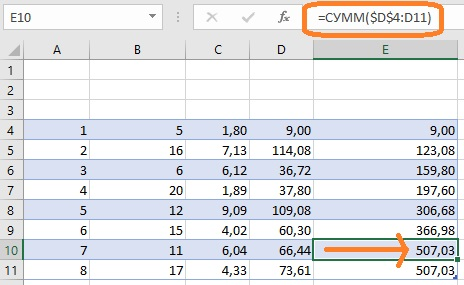 E10 fx =СУММ($D$4:D11)
A B C D E
1
2
3
4 1 5 1,80 9,00 9,00
5 2 16 7,13 114,08 123,08
6 3 6 6,12 36,72 159,80
7 4 20 1,89 37,80 197,60
8 5 12 9,09 109,08 306,68
9 6 15 4,02 60,30 366,98
10 7 11 6,04 66,44 507,03
11 8 17 4,33 73,61 507,03